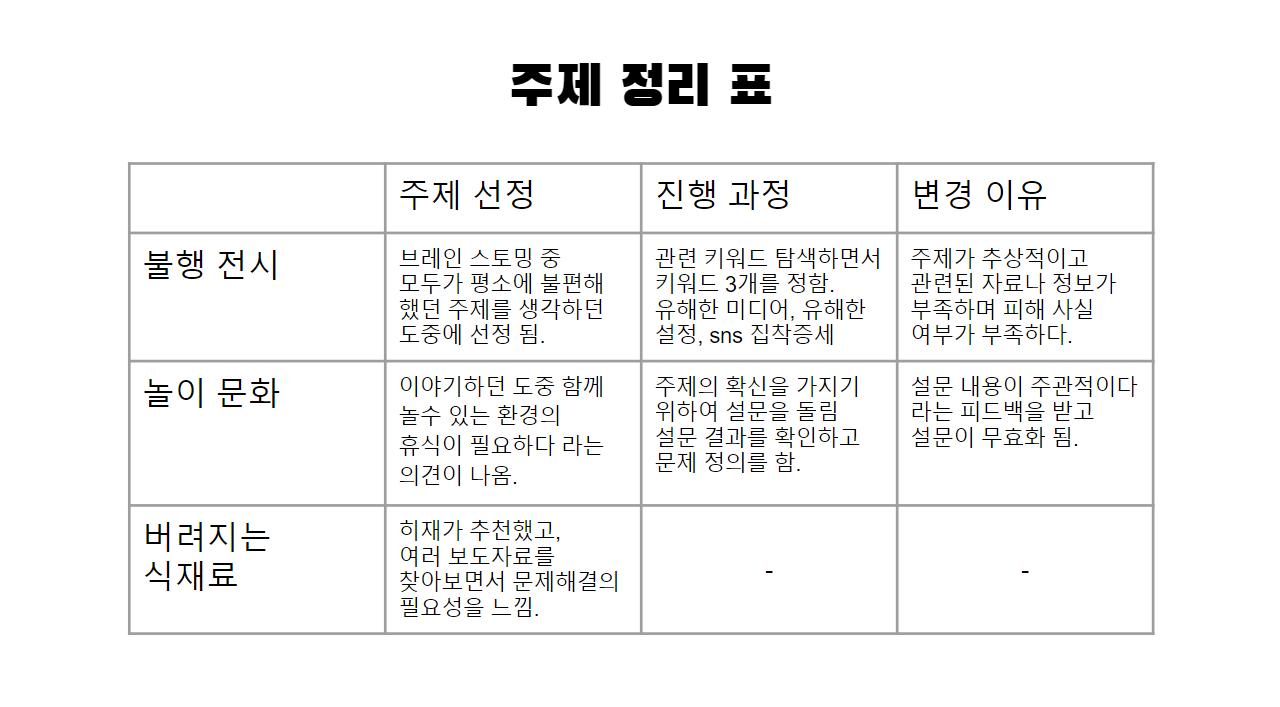 주제 정리 표
주제 선정
진행 과정
변경 이유
불행 전시
브레인 스토밍 중
모두가 평소에 불편해
했던 주제를 생각하던
도중에 선정 됨.
관련 키워드 탐색하면서
키워드 3개를 정함.
유해한 미디어, 유해한
설정, sns 집착증세
주제가 추상적이고
관련된 자료나 정보가
부족하며 피해 사실
여부가 부족하다.
놀이 문화
이야기하던 도중 함께
놀수 있는 환경의
휴식이 필요하다 라는
의견이 나옴.
주제의 확신을 가지기
위하여 설문을 돌림
설문 결과를 확인하고
문제 정의를 함.
설문 내용이 주관적이다
라는 피드백을 받고
설문이 무효화 됨.
버려지는
식재료
히재가 추천했고,
여러 보도자료를
찾아보면서 문제해결의
필요성을 느낌.
-
-